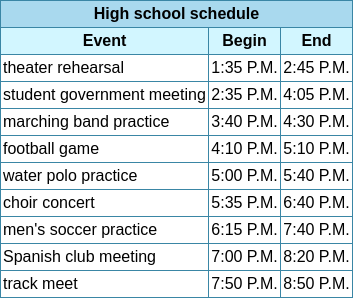 High school schedule
Event Begin End
theater rehearsal 1:35 P.M. 2:45 P.M.
student government meeting 2:35 P.M. 4:05 P.M.
marching band practice 3:40 P.M. 4:30 P.M.
football game 4:10 P.M. 5:10 P.M.
water polo practice 5:00 P.M. 5:40 P.M.
choir concert 5:35 P.M. 6:40 P.M.
men's soccer practice 6:15 P.M. 7:40 P.M.
Spanish club meeting 7:00 P.M. 8:20 P.M.
track meet 7:50 P.M. 8:50 P.M.